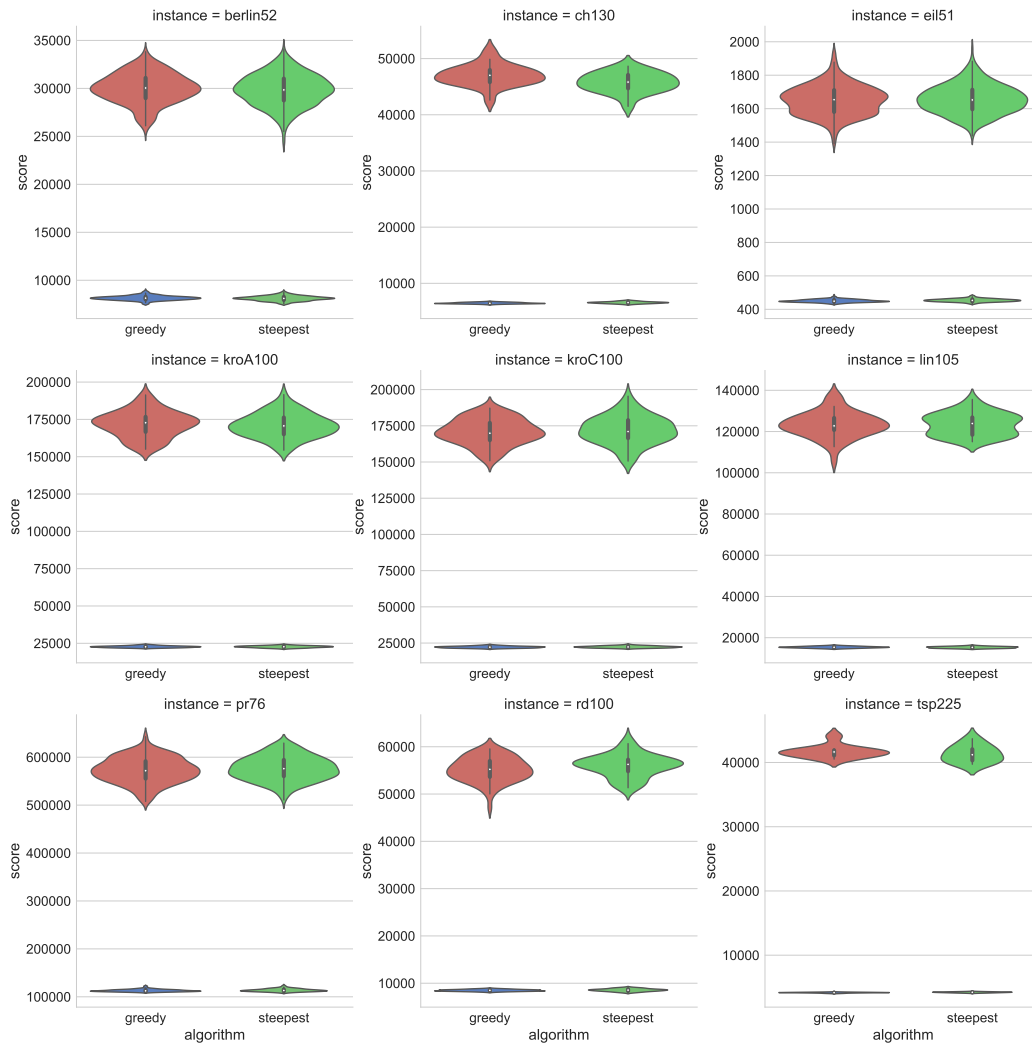 instance = berlin52
35000
30000
25000
20000
15000
10000
score
greedy steepest
instance = ch130
50000
40000
30000
20000
10000
score
greedy steepest
instance = eil51
2000
1800
1600
1400
1200
1000
800
600
400
score
greedy steepest
instance = kroA100
200000
175000
150000
125000
100000
75000
50000
25000
score
greedy steepest
instance = kroC100
200000
175000
150000
125000
100000
75000
50000
25000
score
greedy steepest
instance = lin105
140000
120000
100000
80000
60000
40000
20000
score
greedy steepest
instance = pr76
600000
500000
400000
300000
200000
100000
score
greedy steepest
algorithm
instance = rd100
60000
50000
40000
30000
20000
10000
score
greedy steepest
algorithm
instance = tsp225
40000
30000
20000
10000
score
greedy steepest
algorithm